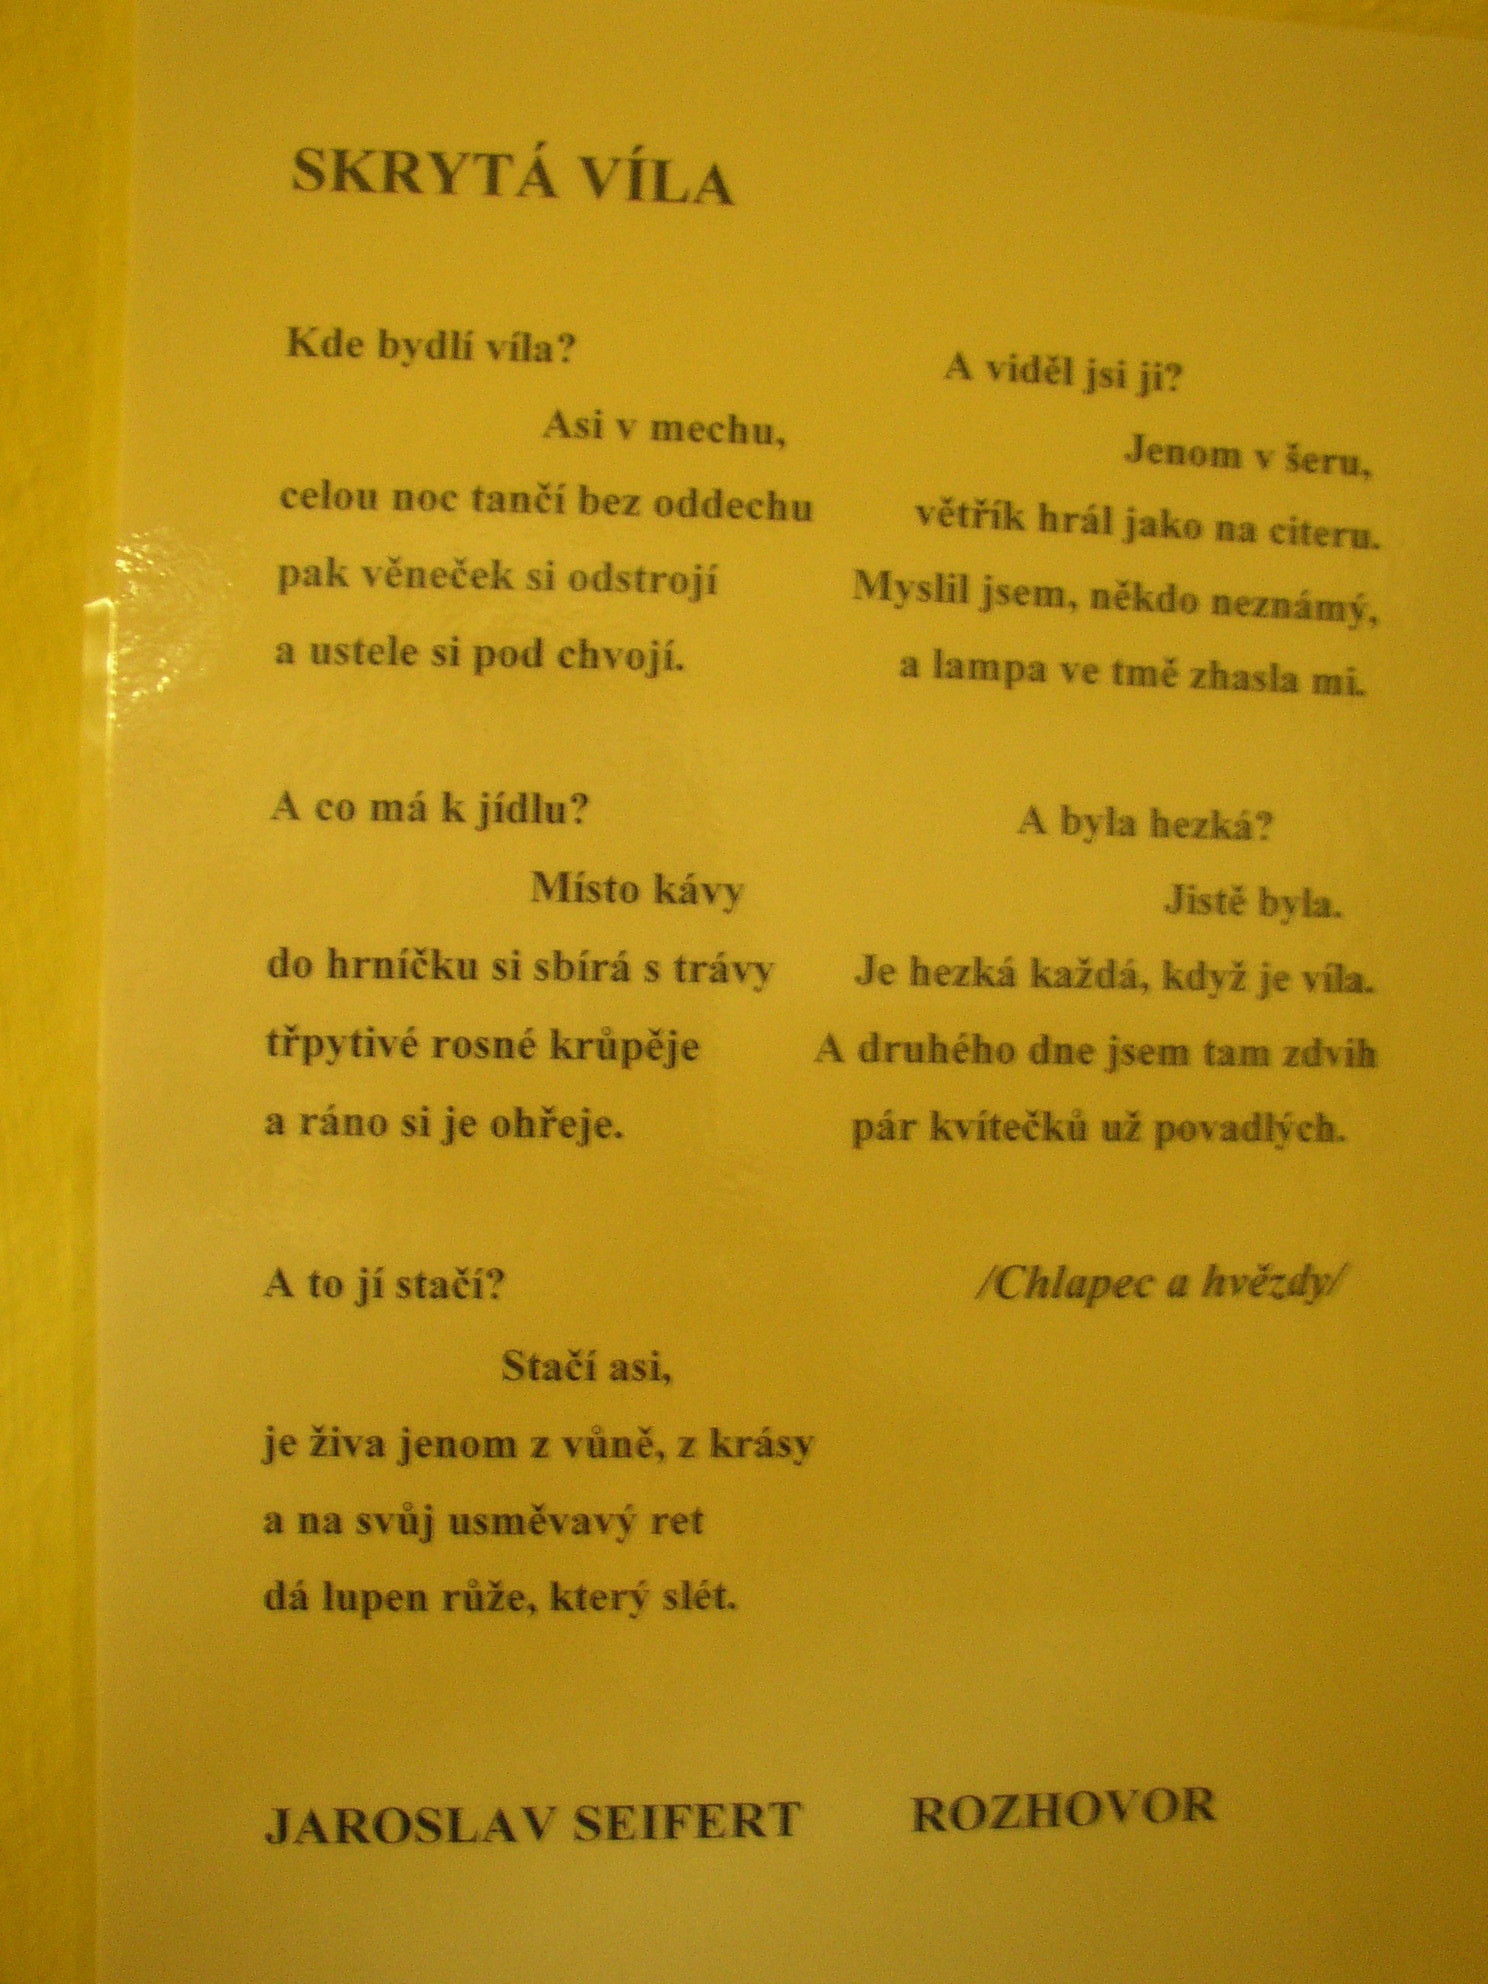 SKRYTÁ VÍLA
Kde bydlí víla?
Asi v mechu,
celou noc tančí bez oddechu
pak věneček si odstrojí
a ustele si pod chvojí.
A co má k jídlu?
Místo kávy
do hrníčku si sbírá s trávy
třpytivé rosné krůpěje
a ráno si je ohřeje.
A to jí stačí?
Stačí asi,
je živa jenom z vůně, z krásy
a na svůj usměvavý ret
dá lupen růže, který slét.
A viděl jsi ji?
Jenom v šeru,
větřík hrál jako na citeru.
Myslil jsem, někdo neznámý,
a lampa ve tmě zhasla mi.
A byla hezká?
Jistě byla.
Je hezká každá, když je víla.
A druhého dne jsem tam zdvih
pár kvítečků už povadlých.
/Chlapec a hvězdy/
JAROSLAV SEIFERT ROZHOVOR